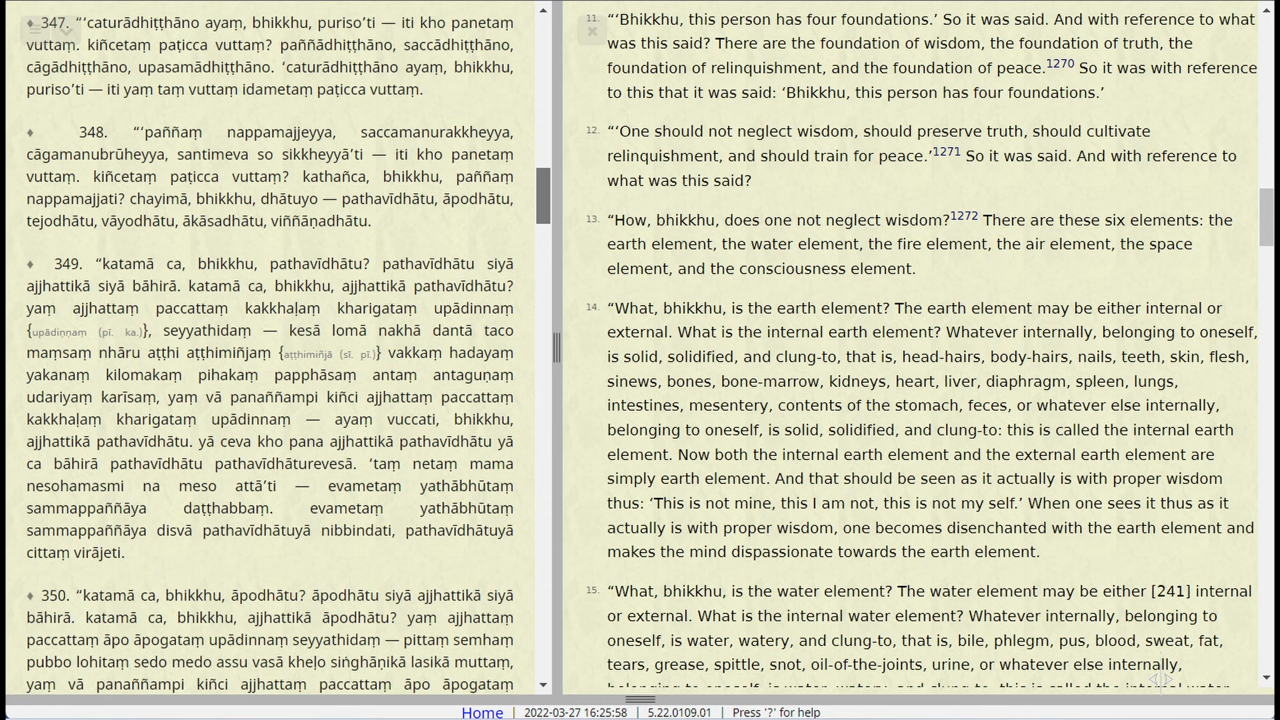 ♦ 347. “‘caturādhiṭṭhāno ayaṃ, bhikkhu, puriso’ti — iti kho panetaṃ
vuttaṃ. kiñcetaṃ paṭicca vuttaṃ? paññādhiṭṭhāno, saccādhiṭṭhāno,
cāgādhiṭṭhāno, upasamādhiṭṭhāno. ‘caturādhiṭṭhāno ayaṃ, bhikkhu,
puriso’ti — iti yaṃ taṃ vuttaṃ idametaṃ paṭicca vuttaṃ.
♦ 348. “‘paññaṃ nappamajjeyya, saccamanurakkheyya,
cāgamanubrūheyya, santimeva so sikkheyyā’ti — iti kho panetaṃ
vuttaṃ. kiñcetaṃ paṭicca vuttaṃ? kathañca, bhikkhu, paññaṃ
nappamajjati? chayimā, bhikkhu, dhātuyo — pathavīdhātu, āpodhātu,
tejodhātu, vāyodhātu, ākāsadhātu, viññāṇadhātu.
♦ 349. “katamā ca, bhikkhu, pathavīdhātu? pathavīdhātu siyā
ajjhattikā siyā bāhirā. katamā ca, bhikkhu, ajjhattikā pathavīdhātu?
yaṃ ajjhattaṃ paccattaṃ kakkhaḷaṃ kharigataṃ upādinnaṃ
{upādiṇṇaṃ (pī. ka.)}, seyyathidaṃ — kesā lomā nakhā dantā taco
maṃsaṃ nhāru aṭṭhi aṭṭhimiñjaṃ {aṭṭhimiñjā (sī. pī.)} vakkaṃ hadayaṃ
yakanaṃ kilomakaṃ pihakaṃ papphāsaṃ antaṃ antaguṇaṃ
udariyaṃ karīsaṃ, yaṃ vā panaññampi kiñci ajjhattaṃ paccattaṃ
kakkhaḷaṃ kharigataṃ upādinnaṃ — ayaṃ vuccati, bhikkhu,
ajjhattikā pathavīdhātu. yā ceva kho pana ajjhattikā pathavīdhātu yā
ca bāhirā pathavīdhātu pathavīdhāturevesā. ‘taṃ netaṃ mama
nesohamasmi na meso attā’ti — evametaṃ yathābhūtaṃ
sammappaññāya daṭṭhabbaṃ. evametaṃ yathābhūtaṃ
sammappaññāya disvā pathavīdhātuyā nibbindati, pathavīdhātuyā
cittaṃ virājeti.
♦ 350. “katamā ca, bhikkhu, āpodhātu? āpodhātu siyā ajjhattikā siyā
bāhirā. katamā ca, bhikkhu, ajjhattikā āpodhātu? yaṃ ajjhattaṃ
paccattaṃ āpo āpogataṃ upādinnaṃ seyyathidaṃ — pittaṃ semhaṃ
pubbo lohitaṃ sedo medo assu vasā kheḷo siṅghāṇikā lasikā muttaṃ,
yaṃ vā panaññampi kiñci ajjhattaṃ paccattaṃ āpo āpogataṃ
11. “‘Bhikkhu, this person has four foundations.’ So it was said. And with reference to what
was this said? There are the foundation of wisdom, the foundation of truth, the
foundation of relinquishment, and the foundation of peace.1270 So it was with reference
to this that it was said: ‘Bhikkhu, this person has four foundations.’
12. “‘One should not neglect wisdom, should preserve truth, should cultivate
relinquishment, and should train for peace.’1271 So it was said. And with reference to
what was this said?
13. “How, bhikkhu, does one not neglect wisdom?1272 There are these six elements: the
earth element, the water element, the fire element, the air element, the space
element, and the consciousness element.
14. “What, bhikkhu, is the earth element? The earth element may be either internal or
external. What is the internal earth element? Whatever internally, belonging to oneself,
is solid, solidified, and clung-to, that is, head-hairs, body-hairs, nails, teeth, skin, flesh,
sinews, bones, bone-marrow, kidneys, heart, liver, diaphragm, spleen, lungs,
intestines, mesentery, contents of the stomach, feces, or whatever else internally,
belonging to oneself, is solid, solidified, and clung-to: this is called the internal earth
element. Now both the internal earth element and the external earth element are
simply earth element. And that should be seen as it actually is with proper wisdom
thus: ‘This is not mine, this I am not, this is not my self.’ When one sees it thus as it
actually is with proper wisdom, one becomes disenchanted with the earth element and
makes the mind dispassionate towards the earth element.
15. “What, bhikkhu, is the water element? The water element may be either [241] internal
or external. What is the internal water element? Whatever internally, belonging to
oneself, is water, watery, and clung-to, that is, bile, phlegm, pus, blood, sweat, fat,
tears, grease, spittle, snot, oil-of-the-joints, urine, or whatever else internally,
belonging to oneself, is water, watery, and clung-to: this is called the internal water
Home | 2022-03-27 16:25:58 | 5.22.0109.01 | Press '?' for help